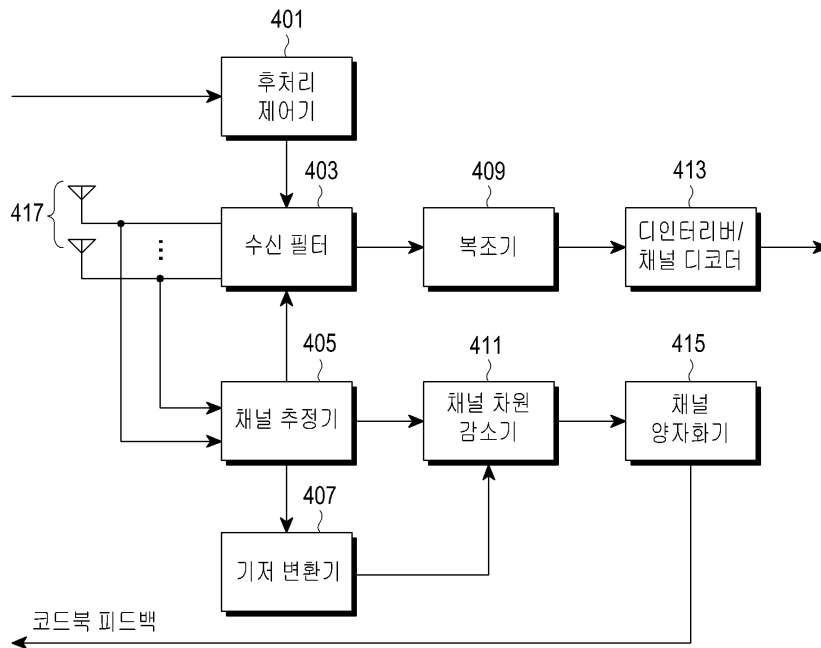 401
후처리
제어기
403
409
413
417
수신 필터
복조기
디인터리버/
채널 디코더
405
411
415
채널 추정기
채널 차원
감소기
채널
양자화기
407
기저 변환기
코드북 피드백